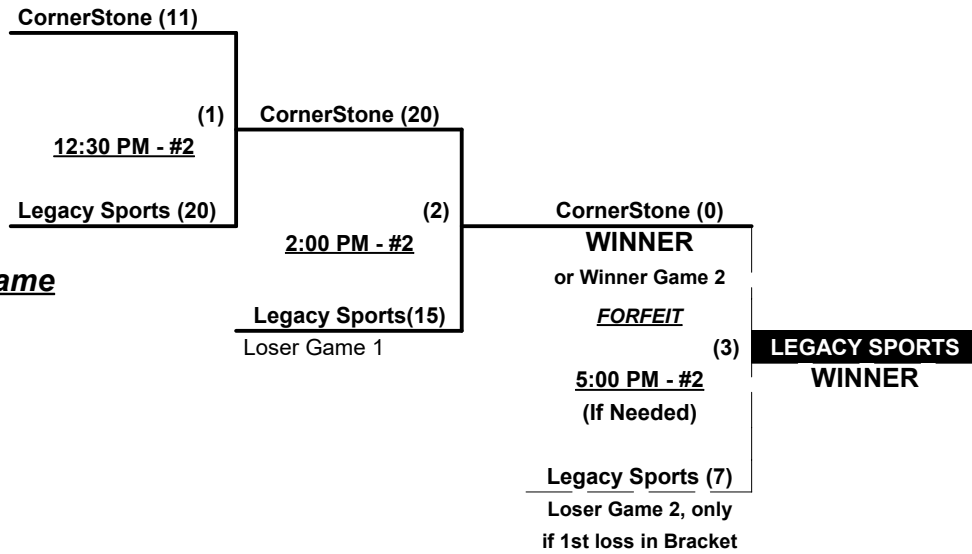 CornerStone (11)
(1)
12:30 PM - #2
Legacy Sports (20)
CornerStone (20)
(2)
2:00 PM - #2
Legacy Sports(15)
Loser Game 1
CornerStone (0)
WINNER
or Winner Game 2
FORFEIT
(3)
5:00 PM - #2
(If Needed)
Legacy Sports (7)
Loser Game 2, only
if 1st loss in Bracket
LEGACY SPORTS
WINNER